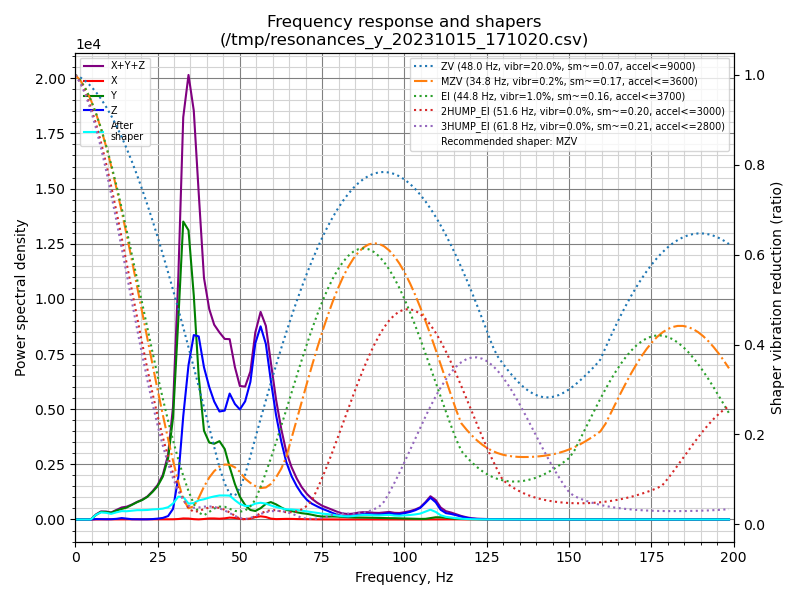 Frequency response and shapers
(/tmp/resonances_y_20231015_171020.csv)
1e4
X+Y+Z
X
Y
Z
After
shaper
ZV (48.0 Hz, vibr=20.0%, sm~=0.07, accel<=9000)
MZV (34.8 Hz, vibr=0.2%, sm~=0.17, accel<=3600)
EI (44.8 Hz, vibr=1.0%, sm~=0.16, accel<=3700)
2HUMP_EI (51.6 Hz, vibr=0.0%, sm~=0.20, accel<=3000)
3HUMP_EI (61.8 Hz, vibr=0.0%, sm~=0.21, accel<=2800)
Recommended shaper: MZV
2.00
1.75
1.50
1.25
1.00
0.75
0.50
0.25
0.00
Power spectral density
1.0
0.8
0.6
0.4
0.2
0.0
Shaper vibration reduction (ratio)
0 25 50 75 100 125 150 175 200
Frequency, Hz